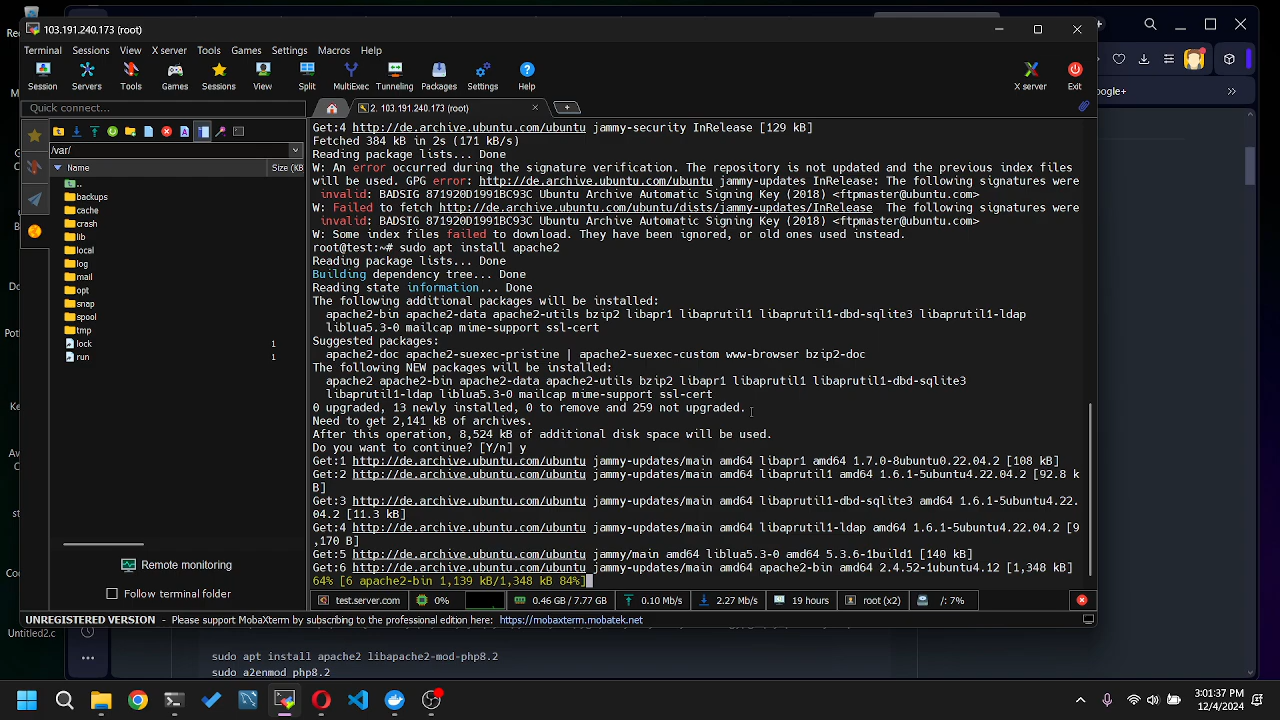 103.191.240.173 (root)
Terminal Sessions View X server Tools Games Settings Macros Help
Session Servers Tools Games Sessions View Split MultiExec Tunneling Packages Settings Help
X server Exit
Quick connect...
2. 103.191.240.173 (root)
oogle+
/var/
Name Size (KB
..
backups
cache
crash
lib
local
log
mail
opt
snap
spool
tmp
lock 1
run 1
Remote monitoring
Follow terminal folder
Get:4 http://de.archive.ubuntu.com/ubuntu jammy-security InRelease [129 kB]
Fetched 384 kB in 2s (171 kB/s)
Reading package lists... Done
W: An error occurred during the signature verification. The repository is not updated and the previous index files
will be used. GPG error: http://de.archive.ubuntu.com/ubuntu jammy-updates InRelease: The following signatures were
invalid: BADSIG 871920D1991BC93C Ubuntu Archive Automatic Signing Key (2018) <ftpmaster@ubuntu.com>
W: Failed to fetch http://de.archive.ubuntu.com/ubuntu/dists/jammy-updates/InRelease  The following signatures were
invalid: BADSIG 871920D1991BC93C Ubuntu Archive Automatic Signing Key (2018) <ftpmaster@ubuntu.com>
W: Some index files failed to download. They have been ignored, or old ones used instead.
root@test:~# sudo apt install apache2
Reading package lists... Done
Building dependency tree... Done
Reading state information... Done
The following additional packages will be installed:
apache2-bin apache2-data apache2-utils bzip2 libapr1 libaprutil1 libaprutil1-dbd-sqlite3 libaprutil1-ldap
liblua5.3-0 mailcap mime-support ssl-cert
Suggested packages:
apache2-doc apache2-suexec-pristine | apache2-suexec-custom www-browser bzip2-doc
The following NEW packages will be installed:
apache2 apache2-bin apache2-data apache2-utils bzip2 libapr1 libaprutil1 libaprutil1-dbd-sqlite3
libaprutil1-ldap liblua5.3-0 mailcap mime-support ssl-cert
0 upgraded, 13 newly installed, 0 to remove and 259 not upgraded.
Need to get 2,141 kB of archives.
After this operation, 8,524 kB of additional disk space will be used.
Do you want to continue? [Y/n] y
Get:1 http://de.archive.ubuntu.com/ubuntu jammy-updates/main amd64 libapr1 amd64 1.7.0-8ubuntu0.22.04.2 [108 kB]
Get:2 http://de.archive.ubuntu.com/ubuntu jammy-updates/main amd64 libaprutil1 amd64 1.6.1-5ubuntu4.22.04.2 [92.8 k
B]
Get:3 http://de.archive.ubuntu.com/ubuntu jammy-updates/main amd64 libaprutil1-dbd-sqlite3 amd64 1.6.1-5ubuntu4.22.
04.2 [11.3 kB]
Get:4 http://de.archive.ubuntu.com/ubuntu jammy-updates/main amd64 libaprutil1-ldap amd64 1.6.1-5ubuntu4.22.04.2 [9
,170 B]
Get:5 http://de.archive.ubuntu.com/ubuntu jammy/main amd64 liblua5.3-0 amd64 5.3.6-1build1 [140 kB]
Get:6 http://de.archive.ubuntu.com/ubuntu jammy-updates/main amd64 apache2-bin amd64 2.4.52-1ubuntu4.12 [1,348 kB]
64% [6 apache2-bin 1,139 kB/1,348 kB 84%]
test.server.com 0% 0.46 GB / 7.77 GB 0.10 Mb/s 2.27 Mb/s 19 hours root (x2) /: 7%
UNREGISTERED VERSION - Please support MobaXterm by subscribing to the professional edition here: https://mobaxterm.mobatek.net
Untitled2.c
sudo apt install apache2 libapache2-mod-php8.2
sudo a2enmod php8.2
3:01:37 PM
12/4/2024